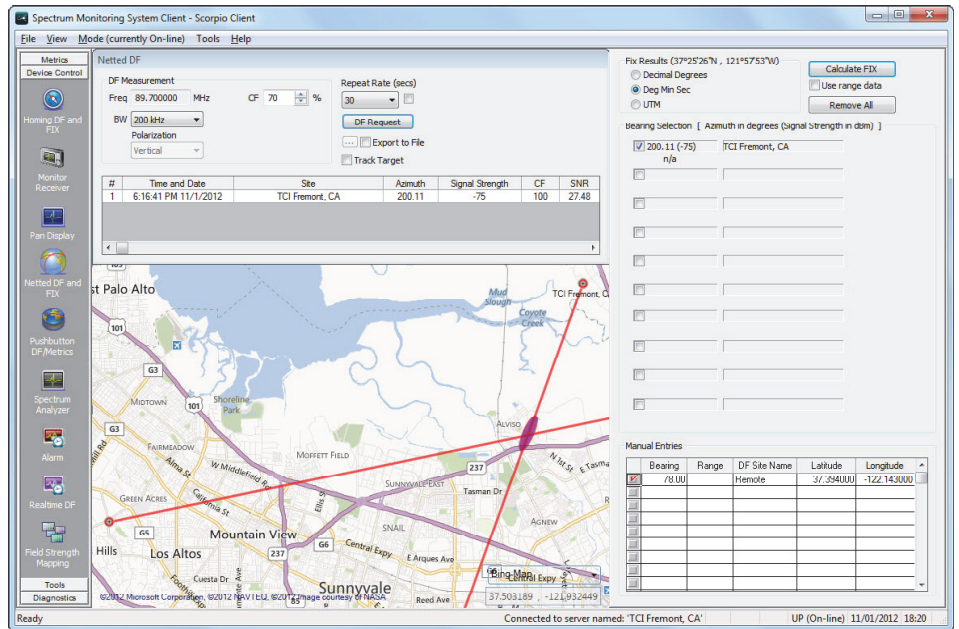 Spectrum Monitoring System Client - Scorpio Client
File View Mode (currently On-line) Tools Help
Metrics
Device Control
Homing DF and
FIX
Monitor
Receiver
Pan Display
Netted DF and
FIX
Pushbutton
DF/Metrics
Spectrum
Analyzer
Alarm
Realtime DF
Field Strength
Mapping
Tools
Diagnostics
Netted DF
DF Measurement
Freq 89.700000 MHz CF 70 %
BW 200 kHz
Polarization
Vertical
Repeat Rate (secs)
30
DF Request
... Export to File
Track Target
# Time and Date Site Azimuth Signal Strength CF SNR
1 6:16:41 PM 11/1/2012 TCI Fremont, CA 200.11 -75 100 27.48
st Palo Alto
Mud
Slough
TCI Fremont, C
Coyote
Creek
101
G3
MIDTOWN
101
Shoreline
Park
G3
ALVISO
FAIRMEADOW
MOFFETT FIELD
Alma St
W Middlefield Rd
237
N 1st St
E Tasma
SUNNYVALE EAST
Tasman Dr
GREEN ACRES
California St
Ellis St
G5
Mountain View
SNAIL
AGNEW
Hills
Los Altos
237
G6
Central Expy
E Arques Ave
G6
Central Expy
Bing Map
Cuesta Dr
Foothill
Sunnyvale
85
Reed Ave
37.503189 , -121.932449
©2012 Microsoft Corporation, ©2012 NAVTEQ, ©2012 Image courtesy of NASA
Fix Results (37°25'26"N , 121°57'53"W)
Decimal Degrees
Deg Min Sec
UTM
Calculate FIX
Use range data
Remove All
Bearing Selection [ Azimuth in degrees (Signal Strength in dBm) ]
200.11 (-75) TCI Fremont, CA
n/a
Manual Entries
Bearing Range DF Site Name Latitude Longitude
78.00 Remote 37.394000 -122.143000
Ready Connected to server named: 'TCI Fremont, CA' UP (On-line) 11/01/2012 18:20